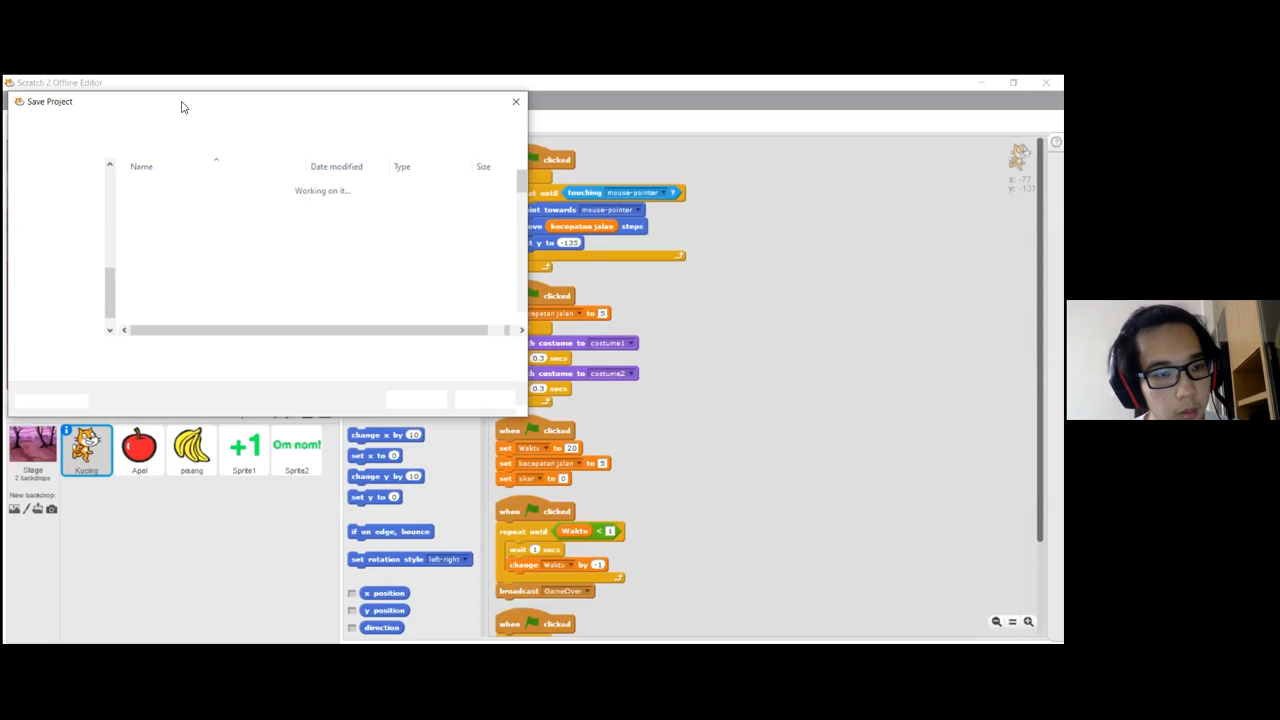 Scratch 2 Offline Editor
Save Project
Name Date modified Type Size
Working on it...
clicked
until touching mouse-pointer ?
towards mouse-pointer
kecepatan jalan steps
y to -135
clicked
jalan to 5
costume to costume1
0.3 secs
costume to costume2
0.3 secs
when clicked
set Waktu to 20
set kecepatan jalan to 5
set skor to 0
when clicked
repeat until Waktu < 1
wait 1 secs
change Waktu by -1
broadcast GameOver
when clicked
x: -77
y: -137
Stage
2 backdrops
New backdrop:
Kucing
Apel
pisang
+1
Sprite1
Om nom!
Sprite2
change x by 10
set x to 0
change y by 10
set y to 0
if on edge, bounce
set rotation style left-right
x position
y position
direction